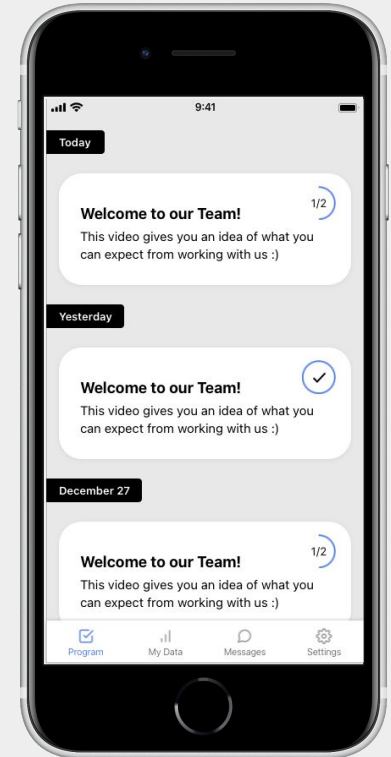 9:41
Today
1/2
Welcome to our Team!
This video gives you an idea of what you
can expect from working with us :)
Yesterday
Welcome to our Team!
This video gives you an idea of what you
can expect from working with us :)
December 27
1/2
Welcome to our Team!
This video gives you an idea of what you
can expect from working with us :)
Program My Data Messages Settings